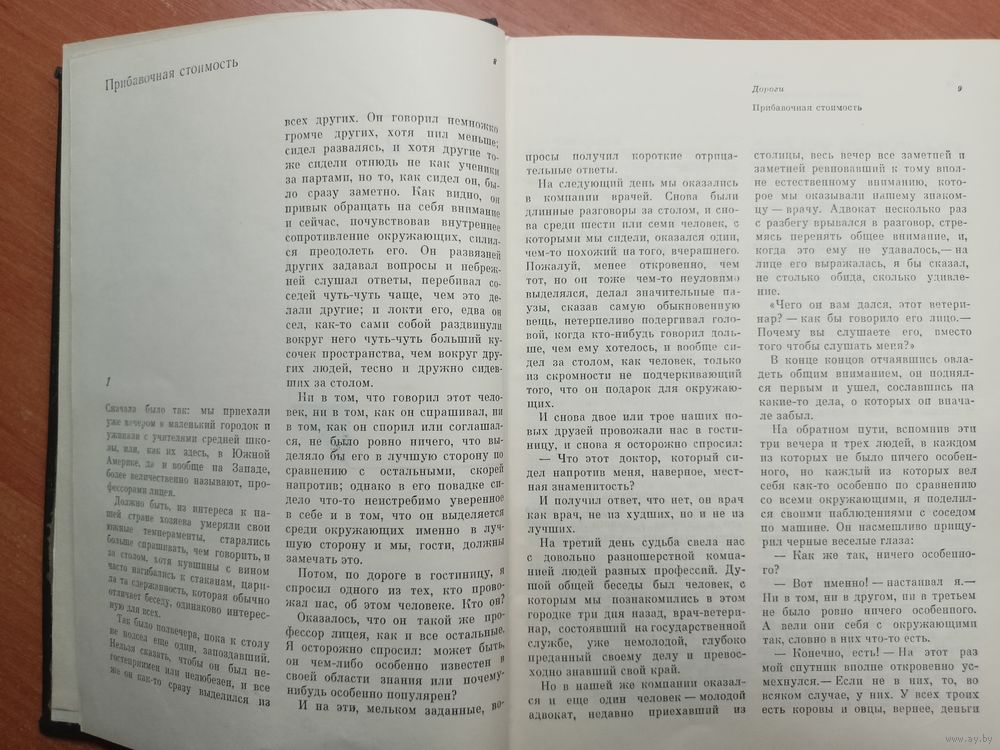 Прибавочная стоимость
8
1
Сначала было так: мы приехали
уже вечером в маленький городок и
ужинали с учителями средней шко-
лы, или, как их здесь, в Южной
Америке, да и вообще на Западе,
более величественно называют, про-
фессорами лицея.
Должно быть, из интереса к на-
шей стране хозяева умеряли свои
южные темпераменты, старались
больше спрашивать, чем говорить, и
за столом, хотя кувшины с вином
часто нагибались к стаканам, цари-
ла та сдержанность, которая обычно
отличает беседу, одинаково интерес-
ную для всех.
Так было полвечера, пока к столу
не подсел еще один, запоздавший.
Нельзя сказать, чтобы он был не-
гостеприимен или нелюбезен, и все
же он как-то сразу выделился из
всех других. Он говорил немножко
громче других, хотя пил меньше;
сидел развалясь, и хотя другие то-
же сидели отнюдь не как ученики
за партами, но то, как сидел он, бы-
ло сразу заметно. Как видно, он
привык обращать на себя внимание
и сейчас, почувствовав внутреннее
сопротивление окружающих, силил-
ся преодолеть его. Он развязней
других задавал вопросы и небреж-
ней слушал ответы, перебивал со-
седей чуть-чуть чаще, чем это де-
лали другие; и локти его, едва он
сел, как-то сами собой раздвинули
вокруг него чуть-чуть больший ку-
сочек пространства, чем вокруг дру-
гих людей, тесно и дружно сидев-
ших за столом.
Ни в том, что говорил этот чело-
век, ни в том, как он спрашивал, ни
в том, как он спорил или соглашал-
ся, не было ровно ничего, что вы-
деляло бы его в лучшую сторону по
сравнению с остальными, скорей
напротив; однако в его повадке си-
дело что-то неистребимо уверенное
в себе и в том, что он выделяется
среди окружающих именно в луч-
шую сторону и мы, гости, должны
замечать это.
Потом, по дороге в гостиницу, я
спросил одного из тех, кто прово-
жал нас, об этом человеке. Кто он?
Оказалось, что он такой же про-
фессор лицея, как и все остальные.
Я осторожно спросил: может быть,
он чем-либо особенно известен в
своей области знания или почему-
нибудь особенно популярен?
И на эти, мельком заданные, во-
Дороги
9
Прибавочная стоимость
просы получил короткие отрица-
тельные ответы.
На следующий день мы оказались
в компании врачей. Снова были
длинные разговоры за столом, и сно-
ва среди шести или семи человек, с
которыми мы сидели, оказался один,
чем-то похожий на того, вчерашнего.
Пожалуй, менее откровенно, чем
тот, но он тоже чем-то неуловимо
выделялся, делал значительные па-
узы, сказав самую обыкновенную
вещь, нетерпеливо подергивал голо-
вой, когда кто-нибудь говорил доль-
ше, чем ему хотелось, и вообще си-
дел за столом, как человек, только
из скромности не подчеркивающий
того, что он подарок для окружаю-
щих.
И снова двое или трое наших но-
вых друзей провожали нас в гости-
ницу, и снова я осторожно спросил:
— Что этот доктор, который си-
дел напротив меня, наверное, мест-
ная знаменитость?
И получил ответ, что нет, он врач
как врач, не из худших, но и не из
лучших.
На третий день судьба свела нас
с довольно разношерстной компа-
нией людей разных профессий. Ду-
шой общей беседы был человек, с
которым мы познакомились в этом
городке три дня назад, врач-ветери-
нар, состоявший на государственной
службе, уже немолодой, глубоко
преданный своему делу и превос-
ходно знавший свой край.
Но в нашей же компании оказал-
ся и еще один человек — молодой
адвокат, недавно приехавший из
столицы, весь вечер все заметней и
заметней ревновавший к тому впол-
не естественному вниманию, кото-
рое мы оказывали нашему знаком-
цу — врачу. Адвокат несколько раз
с разбегу врывался в разговор, стре-
мясь перенять общее внимание, и,
когда это ему не удавалось,— на
лице его выражалась, я бы сказал,
не столько обида, сколько удивле-
ние.
«Чего он вам дался, этот ветери-
нар? — как бы говорило его лицо.—
Почему вы слушаете его, вместо
того чтобы слушать меня?»
В конце концов отчаявшись овла-
деть общим вниманием, он поднял-
ся первым и ушел, сославшись на
какие-то дела, о которых он внача-
ле забыл.
На обратном пути, вспомнив эти
три вечера и трех людей, в каждом
из которых не было ничего особен-
ного, но каждый из которых вел
себя как-то особенно по сравнению
со всеми окружающими, я поделил-
ся своими наблюдениями с соседом
по машине. Он насмешливо прищу-
рил черные веселые глаза:
— Как же так, ничего особенно-
го?
— Вот именно! — настаивал я.—
Ни в том, ни в другом, ни в третьем
не было ровно ничего особенного.
А вели они себя с окружающими
так, словно в них что-то есть.
— Конечно, есть! — На этот раз
мой спутник вполне откровенно ус-
мехнулся.— Если не в них, то, во
всяком случае, у них. У всех троих
есть коровы и овцы, вернее, деньги
www.ay.by